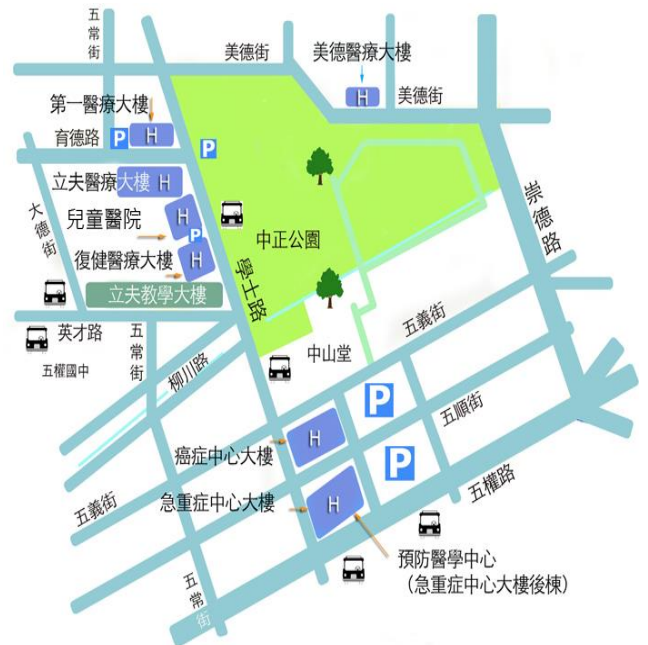 五常街
美德街
美德醫療大樓
H
美德街
第一醫療大樓
P
H
P
育德路
立夫醫療大樓 H
大德街
兒童醫院
H
P
復健醫療大樓
H
立夫教學大樓
中正公園
學士路
崇德路
英才路
五權國中
五常街
柳川路
中山堂
五義街
P
五順街
H
癌症中心大樓
P
五權路
五義街
急重症中心大樓
H
預防醫學中心
（急重症中心大樓後棟）
五常街